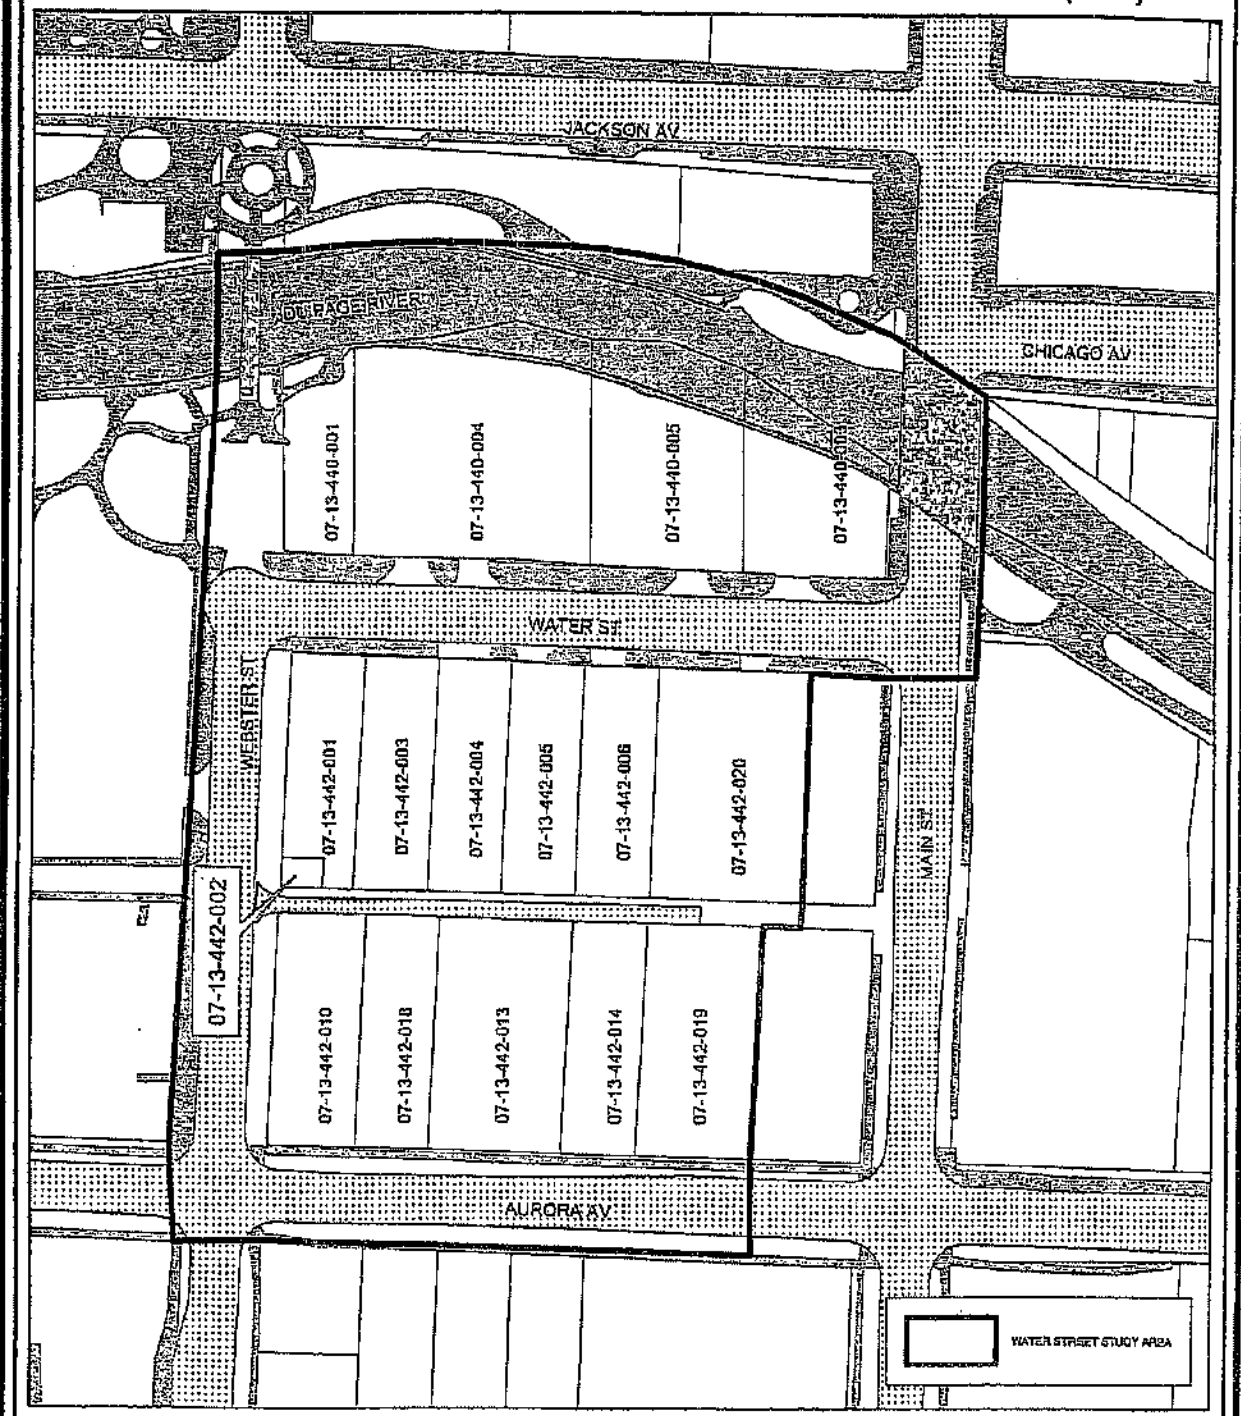 JACKSON AV
DU PAGE RIVER
CHICAGO AV
07-13-440-001
07-13-440-004
07-13-440-005
WATER ST
WEBSTER ST
07-13-442-001
07-13-442-003
07-13-442-004
07-13-442-005
07-13-442-006
07-13-442-020
MAIN ST
07-13-442-002
07-13-442-010
07-13-442-018
07-13-442-013
07-13-442-014
07-13-442-019
AURORA AV
WATER STREET STUDY AREA